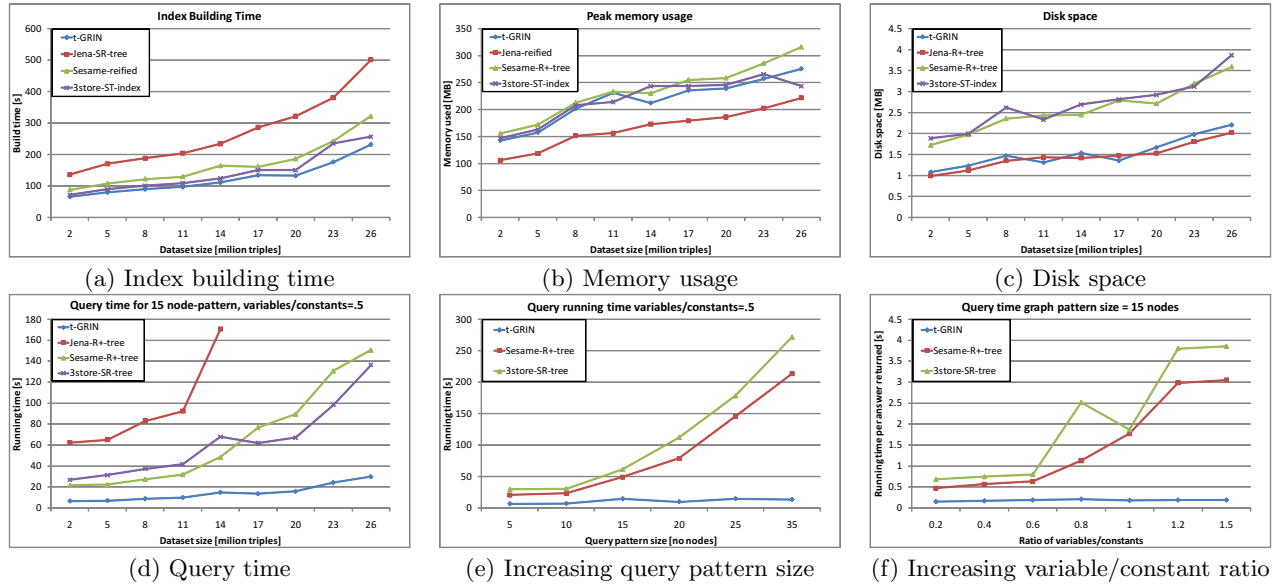 Index Building Time
Build time [s]
600
500
400
300
200
100
0
t-GRIN
Jena-SR-tree
Sesame-reified
3store-ST-index
2 5 8 11 14 17 20 23 26
Dataset size [milion triples]
(a) Index building time
Peak memory usage
Memory used [MB]
350
300
250
200
150
100
50
0
t-GRIN
Jena-reified
Sesame-R+-tree
3store-ST-index
2 5 8 11 14 17 20 23 26
Dataset size [milion triples]
(b) Memory usage
Disk space
Disk space [MB]
4.5
4
3.5
3
2.5
2
1.5
1
0.5
0
t-GRIN
Jena-R+-tree
Sesame-R+-tree
3store-ST-index
2 5 8 11 14 17 20 23 26
Dataset size [milion triples]
(c) Disk space
Query time for 15 node-pattern, variables/constants=.5
Running time [s]
180
160
140
120
100
80
60
40
20
0
t-GRIN
Jena-R+-tree
Sesame-R+-tree
3store-SR-tree
2 5 8 11 14 17 20 23 26
Dataset size [milion triples]
(d) Query time
Query running time variables/constants=.5
Running time [s]
300
250
200
150
100
50
0
t-GRIN
Sesame-R+-tree
3store-SR-tree
5 10 15 20 25 35
Query pattern size [no nodes]
(e) Increasing query pattern size
Query time graph pattern size = 15 nodes
Running time per answer returned [s]
4.5
4
3.5
3
2.5
2
1.5
1
0.5
0
t-GRIN
Sesame-R+-tree
3store-SR-tree
0.2 0.4 0.6 0.8 1 1.2 1.5
Ratio of variables/constants
(f) Increasing variable/constant ratio